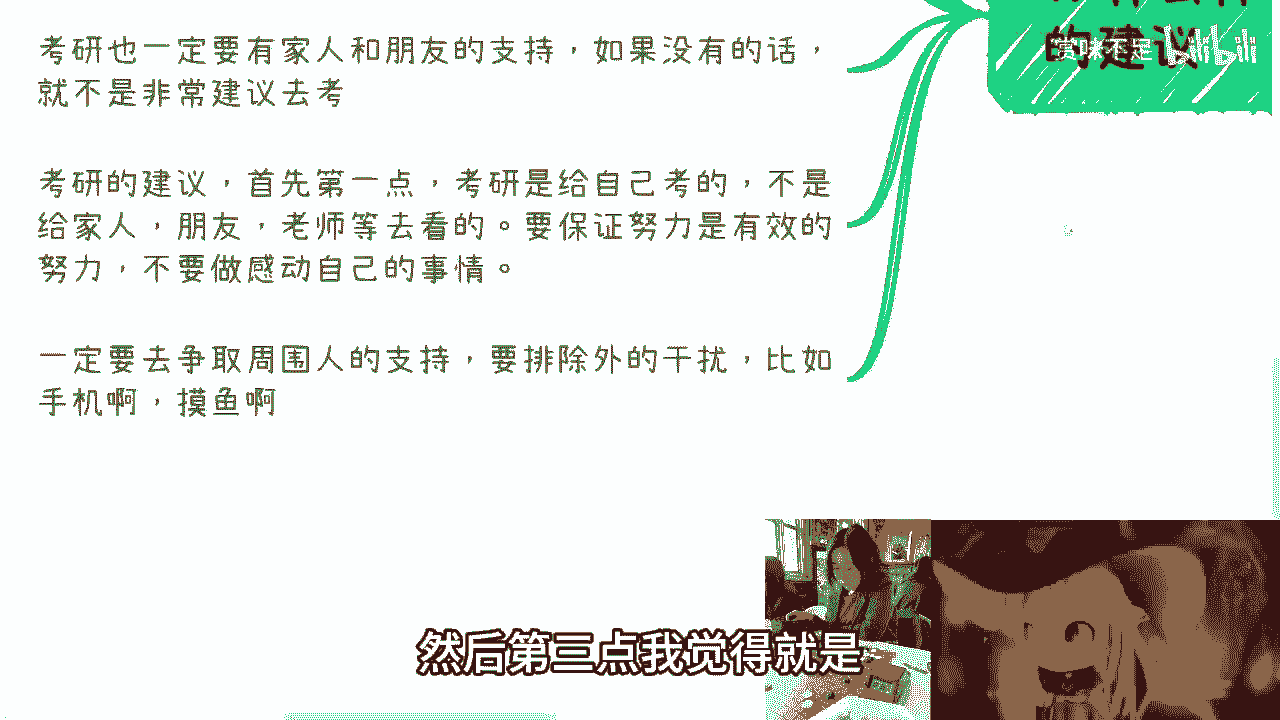 考研也一定要有家人和朋友的支持，如果没有的话，
就不是非常建议去考
的建议
bilibili
考研的建议，首先第一点，考研是给自己考的，不是
给家人，朋友，老师等去看的。要保证努力是有效的
努力，不要做感动自己的事情。
一定要去争取周围人的支持，要排除外的干扰，比如
手机啊，摸鱼啊
然后第三点我觉得就是